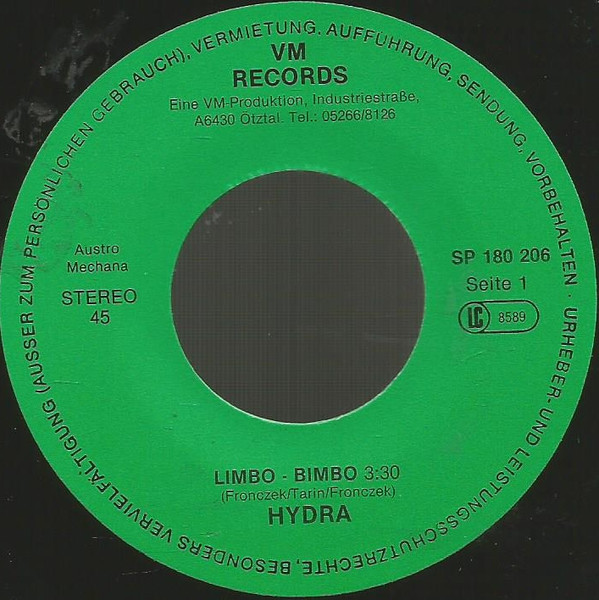 VM
RECORDS
Eine VM-Produktion, Industriestraße,
A6430 Ötztal. Tel.: 05266/8126
Austro
Mechana
STEREO
45
SP 180 206
Seite 1
LC 8589
LIMBO - BIMBO 3:30
(Fronczek/Tarin/Fronczek)
HYDRA
URHEBER- UND LEISTUNGSSCHUTZRECHTE, BESONDERS VERVIELFÄLTIGUNG (AUSSER ZUM PERSÖNLICHEN GEBRAUCH), VERMIETUNG. AUFFÜHRUNG, SENDUNG, VORBEHALTEN ·